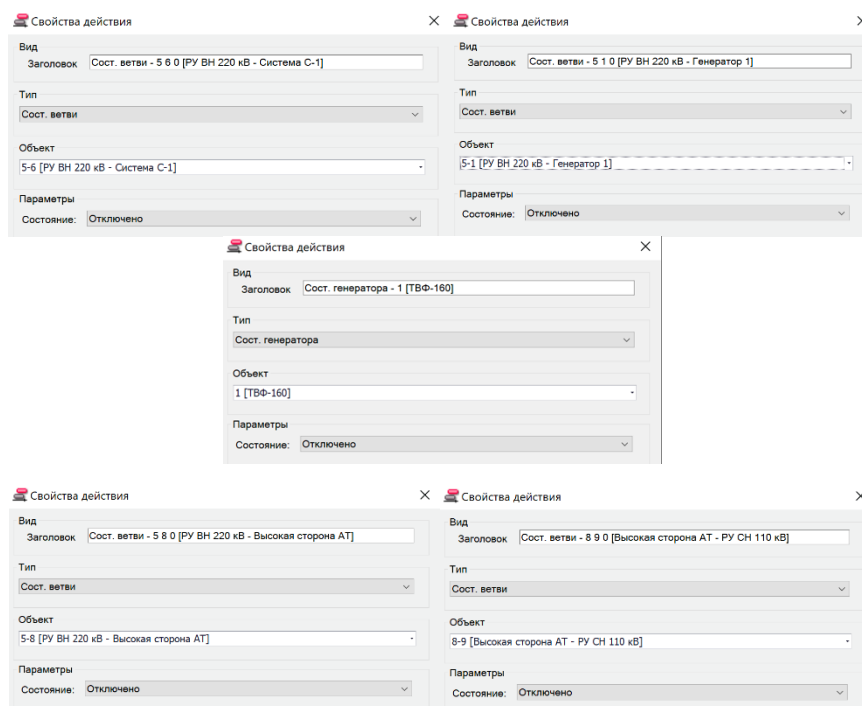 Свойства действия
Вид
Заголовок Сост. ветви - 5 6 0 [РУ ВН 220 кВ - Система С-1]
Тип
Сост. ветви
Объект
5-6 [РУ ВН 220 кВ - Система С-1]
Параметры
Состояние: Отключено
Свойства действия
Вид
Заголовок Сост. ветви - 5 1 0 [РУ ВН 220 кВ - Генератор 1]
Тип
Сост. ветви
Объект
5-1 [РУ ВН 220 кВ - Генератор 1]
Параметры
Состояние: Отключено
Свойства действия
Вид
Заголовок Сост. генератора - 1 [ТВФ-160]
Тип
Сост. генератора
Объект
1 [ТВФ-160]
Параметры
Состояние: Отключено
Свойства действия
Вид
Заголовок Сост. ветви - 5 8 0 [РУ ВН 220 кВ - Высокая сторона АТ]
Тип
Сост. ветви
Объект
5-8 [РУ ВН 220 кВ - Высокая сторона АТ]
Параметры
Состояние: Отключено
Свойства действия
Вид
Заголовок Сост. ветви - 8 9 0 [Высокая сторона АТ - РУ СН 110 кВ]
Тип
Сост. ветви
Объект
8-9 [Высокая сторона АТ - РУ СН 110 кВ]
Параметры
Состояние: Отключено